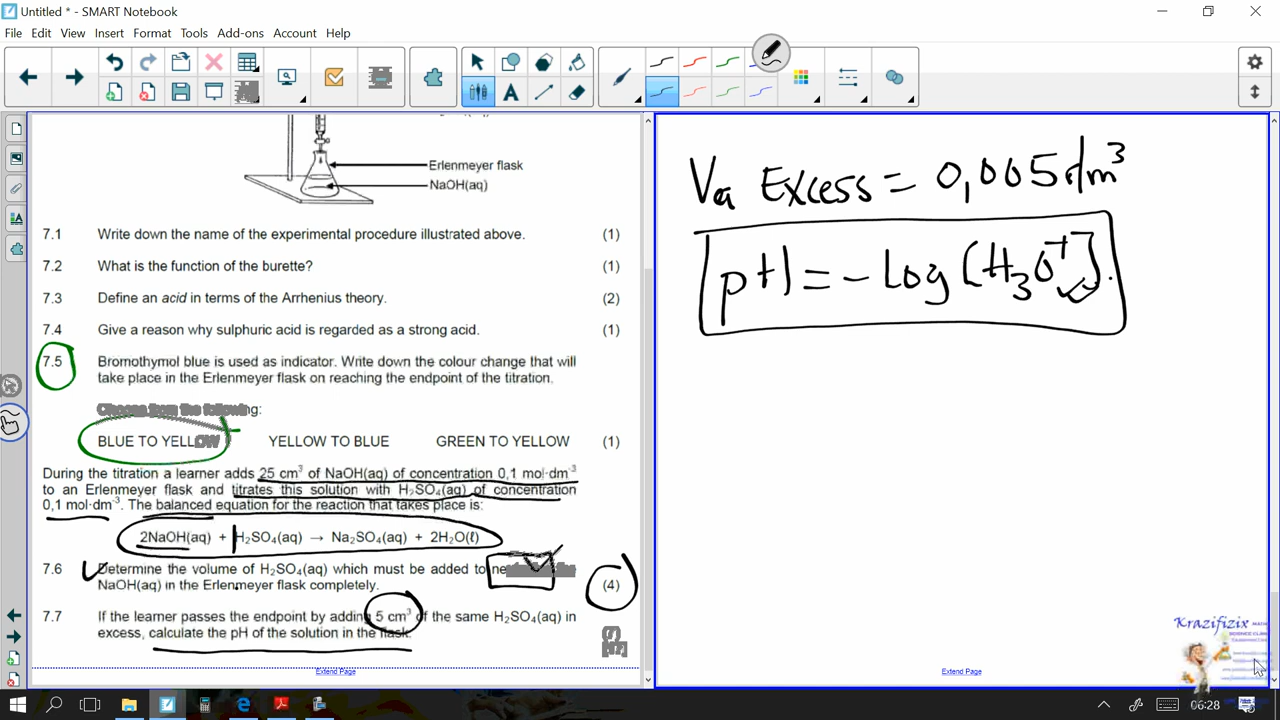 Untitled * - SMART Notebook
File Edit View Insert Format Tools Add-ons Account Help
Erlenmeyer flask
NaOH(aq)
7.1 Write down the name of the experimental procedure illustrated above. (1)
7.2 What is the function of the burette? (1)
7.3 Define an acid in terms of the Arrhenius theory. (2)
7.4 Give a reason why sulphuric acid is regarded as a strong acid. (1)
7.5 Bromothymol blue is used as indicator. Write down the colour change that will
take place in the Erlenmeyer flask on reaching the endpoint of the titration.
Choose from the following:
BLUE TO YELLOW YELLOW TO BLUE GREEN TO YELLOW (1)
During the titration a learner adds 25 cm³ of NaOH(aq) of concentration 0,1 mol·dm⁻³
to an Erlenmeyer flask and titrates this solution with H₂SO₄(aq) of concentration
0,1 mol·dm⁻³. The balanced equation for the reaction that takes place is:
2NaOH(aq) + H₂SO₄(aq) → Na₂SO₄(aq) + 2H₂O(ℓ)
7.6 Determine the volume of H₂SO₄(aq) which must be added to
NaOH(aq) in the Erlenmeyer flask completely. (4)
7.7 If the learner passes the endpoint by adding 5 cm³ of the same H₂SO₄(aq) in
excess, calculate the pH of the solution in the flask.
Extend Page
Va Excess = 0,005dm³
pH = -log [H₃O⁺].
Krazifizix
Extend Page
06:28